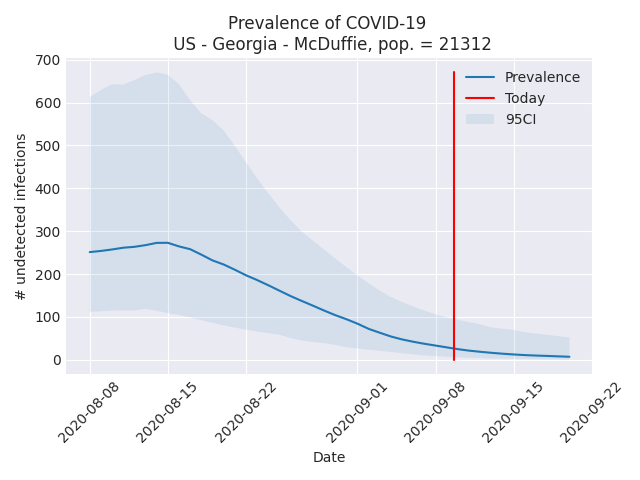 Prevalence of COVID-19
US - Georgia - McDuffie, pop. = 21312
700
600
500
400
300
200
100
0
# undetected infections
Prevalence
Today
95CI
2020-08-08
2020-08-15
2020-08-22
2020-09-01
2020-09-08
2020-09-15
2020-09-22
Date